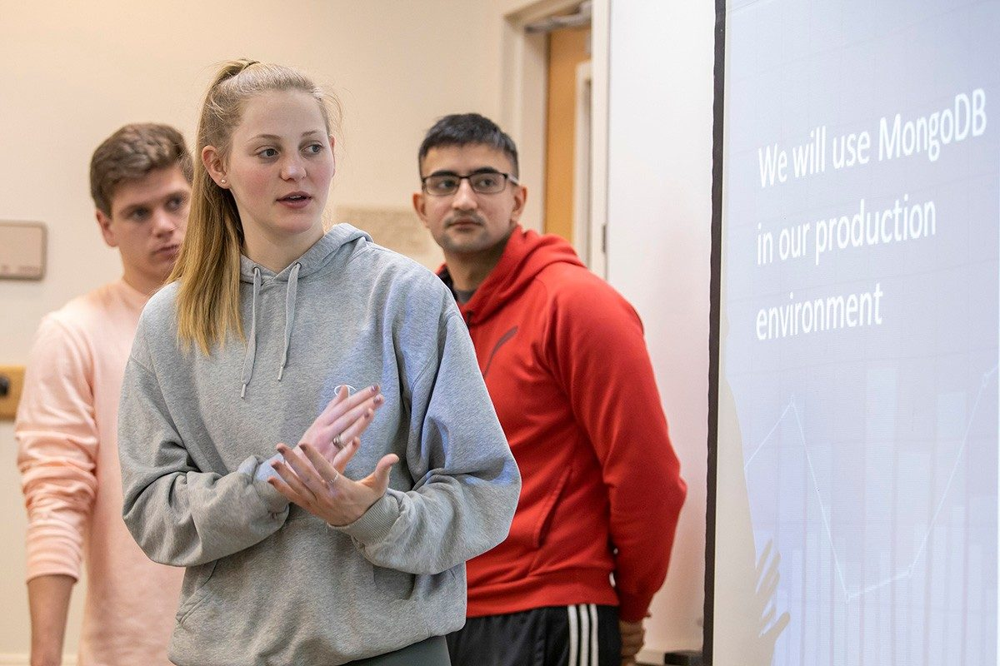 We will use MongoDB
in our production
environment